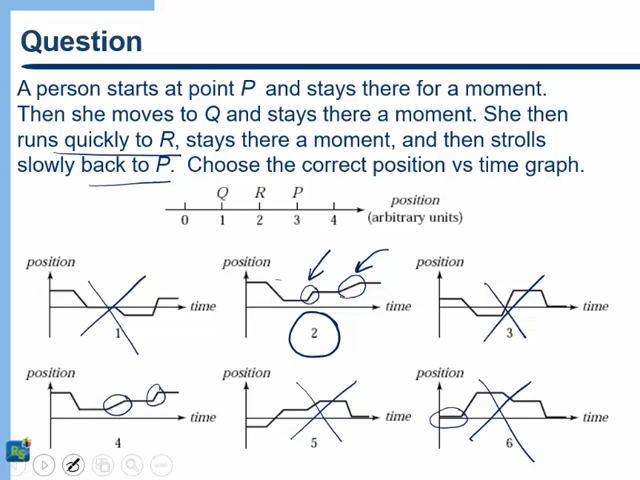 Question
A person starts at point P and stays there for a moment.
Then she moves to Q and stays there a moment. She then
runs quickly to R, stays there a moment, and then strolls
slowly back to P. Choose the correct position vs time graph.
Q R P position
0 1 2 3 4 (arbitrary units)
position position position
time time time
1 2 3
position position position
time time time
4 5 6
RS